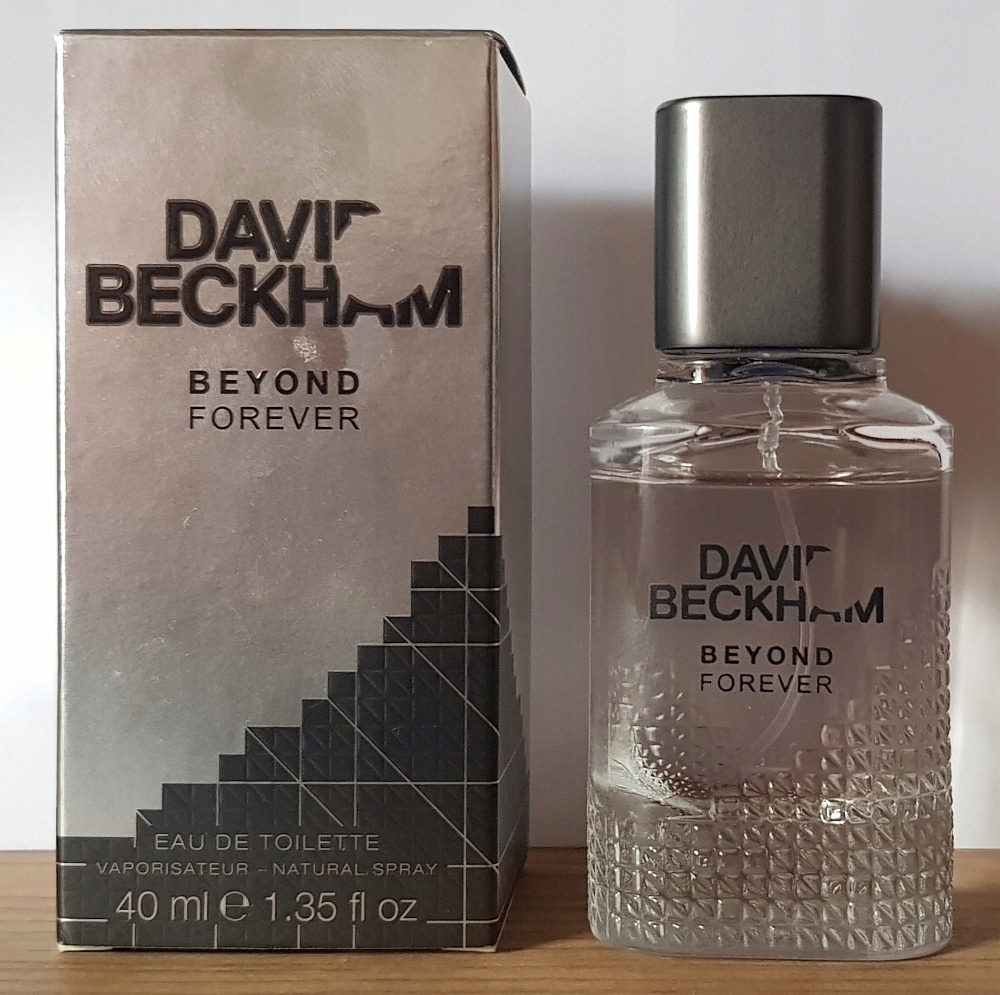 DAVID
BECKHAM
BEYOND
FOREVER
EAU DE TOILETTE
VAPORISATEUR - NATURAL SPRAY
40 ml ℮ 1.35 fl oz
DAVID
BECKHAM
BEYOND
FOREVER